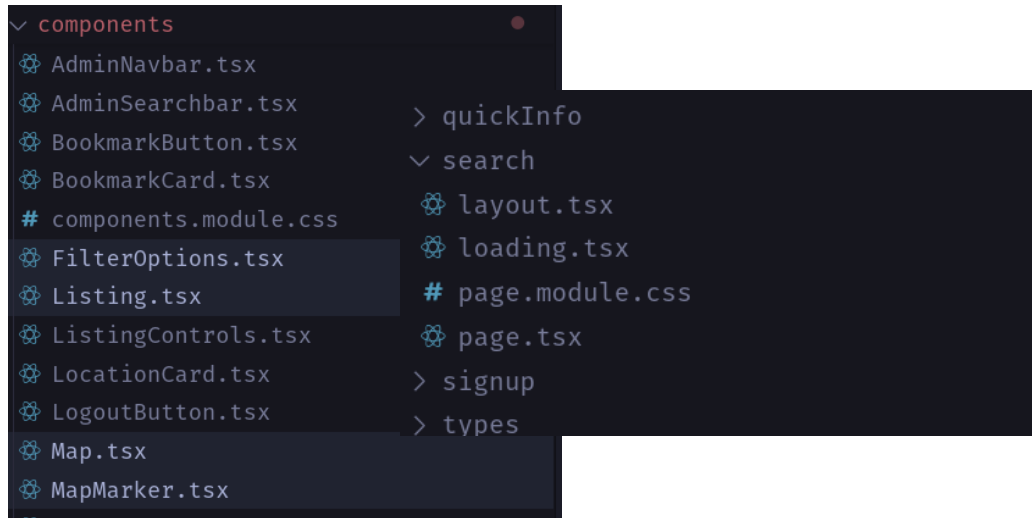 components
AdminNavbar.tsx
AdminSearchbar.tsx
BookmarkButton.tsx
BookmarkCard.tsx
# components.module.css
FilterOptions.tsx
Listing.tsx
ListingControls.tsx
LocationCard.tsx
LogoutButton.tsx
Map.tsx
MapMarker.tsx
quickInfo
search
layout.tsx
loading.tsx
# page.module.css
page.tsx
signup
types